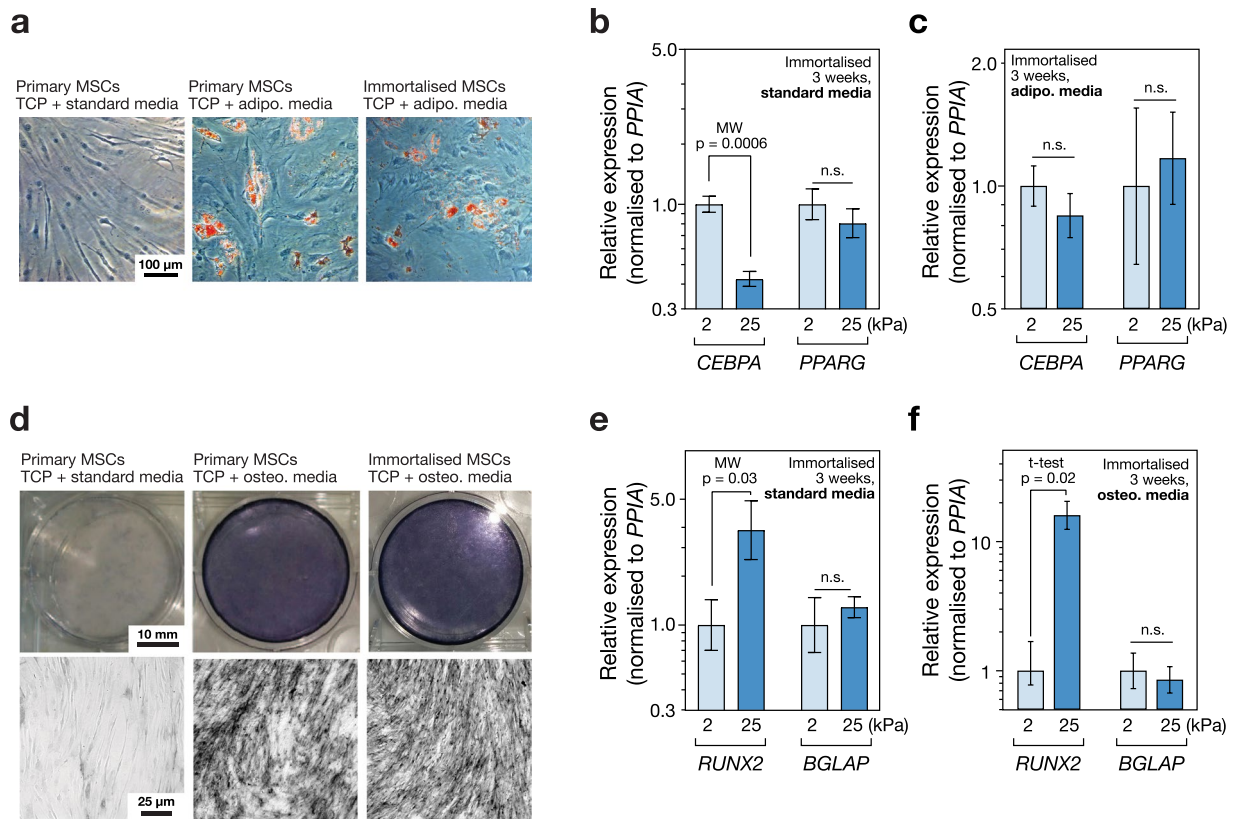 a
Primary MSCs
TCP + standard media
Primary MSCs
TCP + adipo. media
Immortalised MSCs
TCP + adipo. media
100 µm
b
Relative expression
(normalised to PPIA)
5.0
1.0
0.3
Immortalised
3 weeks,
standard media
MW
p = 0.0006
n.s.
2 25 2 25 (kPa)
CEBPA PPARG
c
Relative expression
(normalised to PPIA)
2.0
1.0
0.5
Immortalised
3 weeks,
adipo. media
n.s.
n.s.
2 25 2 25 (kPa)
CEBPA PPARG
d
Primary MSCs
TCP + standard media
Primary MSCs
TCP + osteo. media
Immortalised MSCs
TCP + osteo. media
10 mm
25 µm
e
Relative expression
(normalised to PPIA)
5.0
1.0
0.3
MW
p = 0.03
Immortalised
3 weeks,
standard media
n.s.
2 25 2 25 (kPa)
RUNX2 BGLAP
f
Relative expression
(normalised to PPIA)
10
1
t-test
p = 0.02
Immortalised
3 weeks,
osteo. media
n.s.
2 25 2 25 (kPa)
RUNX2 BGLAP